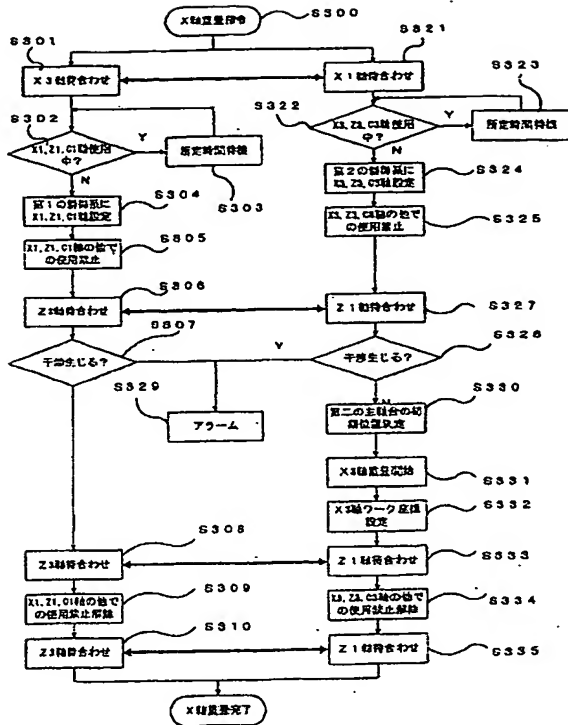 X軸重畳指令
S300
S301
S321
X3軸待合わせ
X1軸待合わせ
S323
S302
S322
X1,Z1,C1軸使用
中?
Y
所定時間待機
X3,Z3,C3軸使用
中?
Y
所定時間待機
N
S303
N
S304
S324
第1の制御系に
X1,Z1,C1軸設定
第2の制御系に
X3,Z3,C3軸設定
S305
S325
X1,Z1,C1軸の他で
の使用禁止
X3,Z3,C3軸の他で
の使用禁止
S306
S327
Z3軸待合わせ
Z1軸待合わせ
S307
S328
干渉生じる?
Y
干渉生じる?
S329
N
S330
アラーム
第二の主軸台の初
期位置決定
S331
X3軸重畳開始
S332
X3軸ワーク座標
設定
S308
S333
Z3軸待合わせ
Z1軸待合わせ
S309
S334
X1,Z1,C1軸の他で
の使用禁止解除
X3,Z3,C3軸の他で
の使用禁止解除
S310
S335
Z3軸待合わせ
Z1軸待合わせ
X軸重畳完了